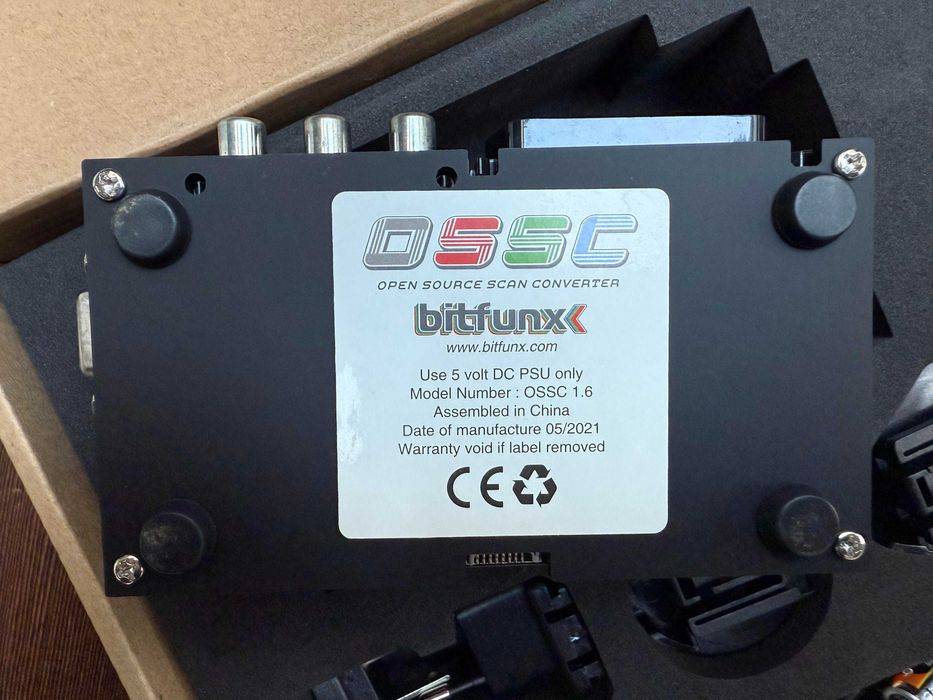 OSSC
OPEN SOURCE SCAN CONVERTER
bitfunx
www.bitfunx.com
Use 5 volt DC PSU only
Model Number : OSSC 1.6
Assembled in China
Date of manufacture 05/2021
Warranty void if label removed
CE